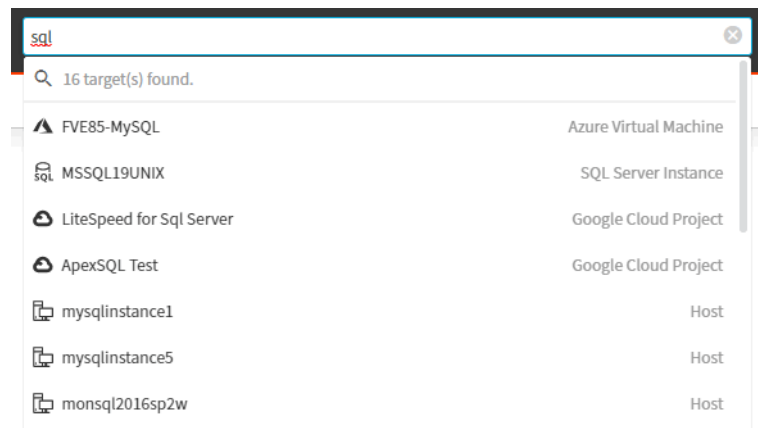 sql
16 target(s) found.
FVE85-MySQL Azure Virtual Machine
SQL MSSQL19UNIX SQL Server Instance
LiteSpeed for Sql Server Google Cloud Project
ApexSQL Test Google Cloud Project
mysqlinstance1 Host
mysqlinstance5 Host
monsql2016sp2w Host